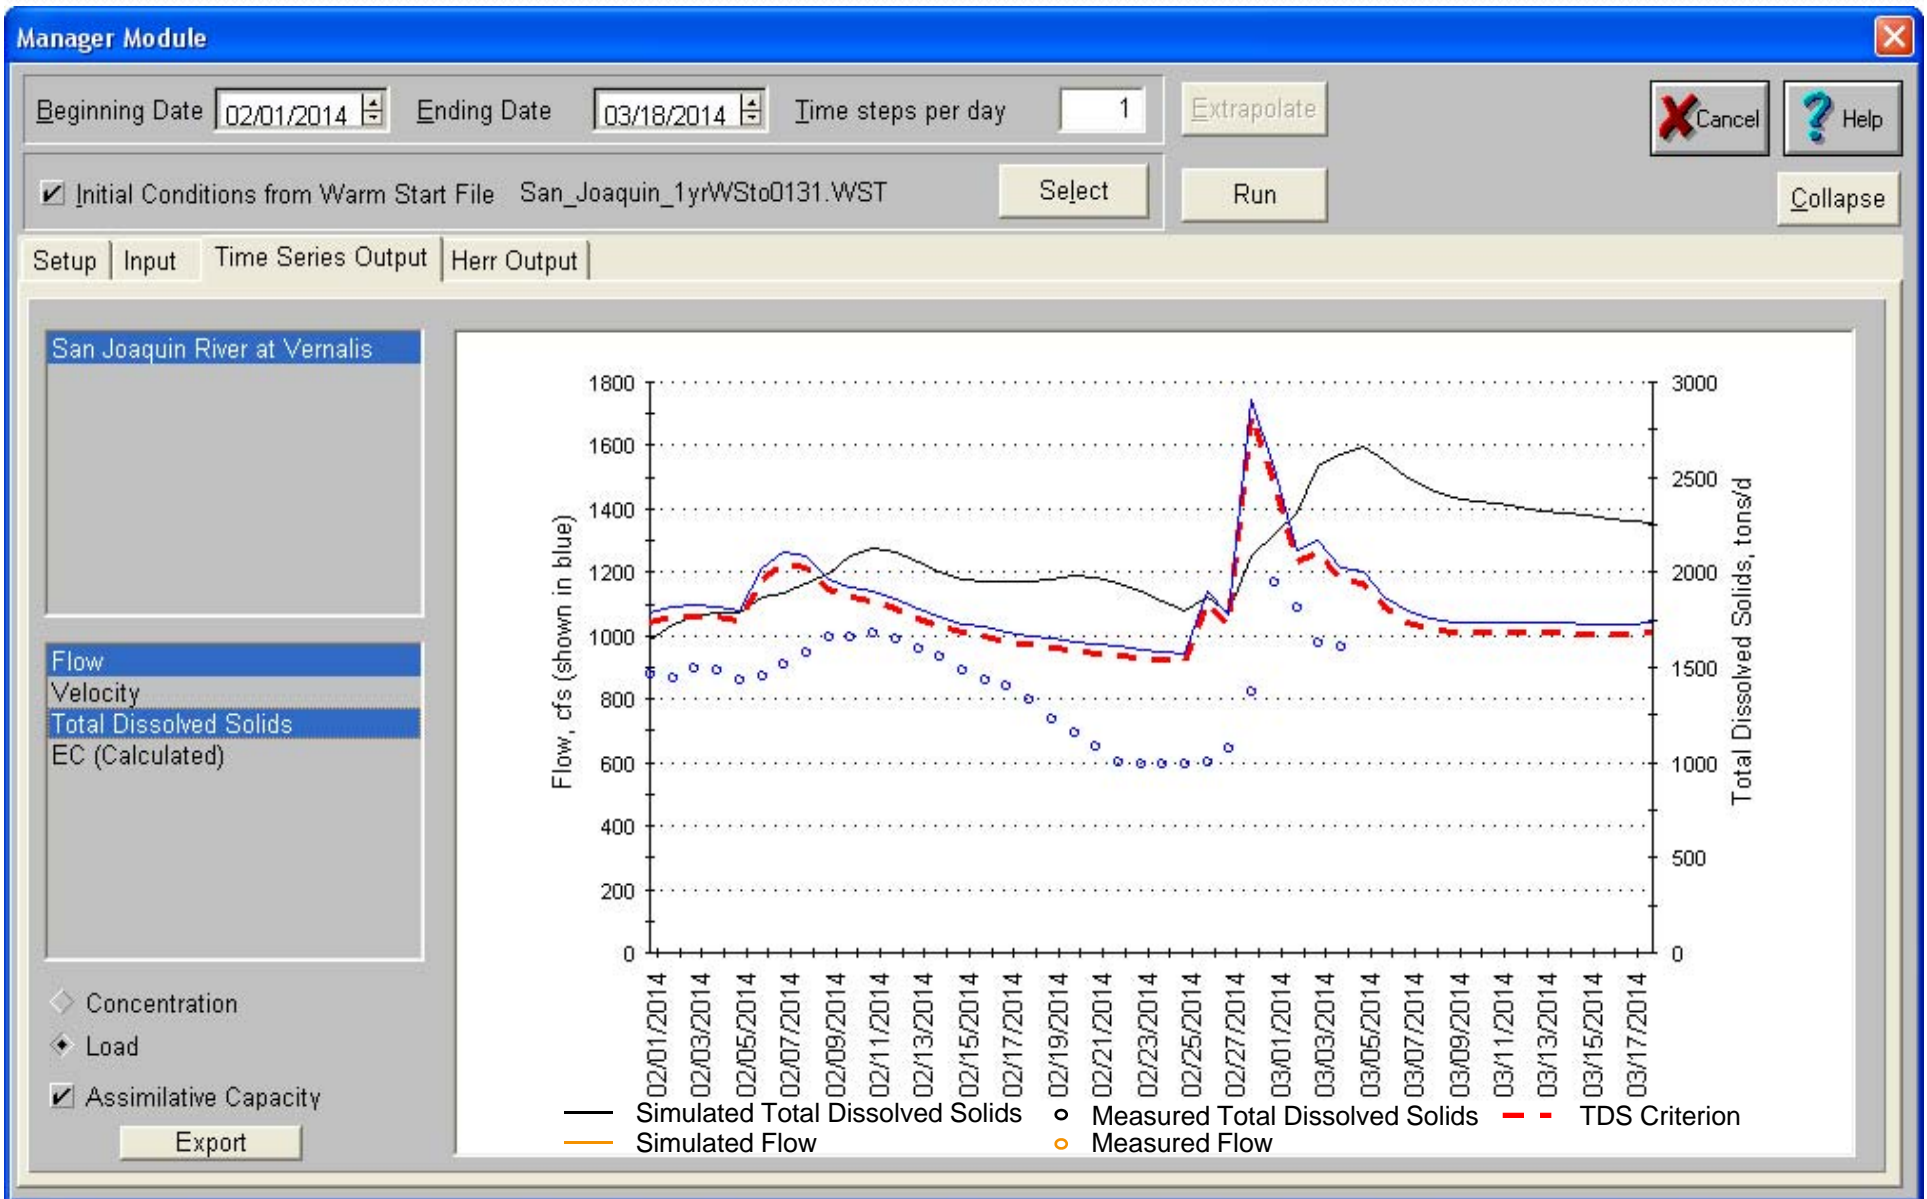 Manager Module
Beginning Date 02/01/2014 Ending Date 03/18/2014 Time steps per day 1 Extrapolate Cancel Help
Initial Conditions from Warm Start File San_Joaquin_1yrWSto0131.WST Select Run Collapse
Setup Input Time Series Output Herr Output
San Joaquin River at Vernalis
Flow
Velocity
Total Dissolved Solids
EC (Calculated)
Concentration
Load
Assimilative Capacity
Export
Flow, cfs (shown in blue)
1800
1600
1400
1200
1000
800
600
400
200
0
3000
2500
2000
1500
1000
500
0
Total Dissolved Solids, tons/d
02/01/2014
02/03/2014
02/05/2014
02/07/2014
02/09/2014
02/11/2014
02/13/2014
02/15/2014
02/17/2014
02/19/2014
02/21/2014
02/23/2014
02/25/2014
02/27/2014
03/01/2014
03/03/2014
03/05/2014
03/07/2014
03/09/2014
03/11/2014
03/13/2014
03/15/2014
03/17/2014
Simulated Total Dissolved Solids Measured Total Dissolved Solids TDS Criterion
Simulated Flow Measured Flow